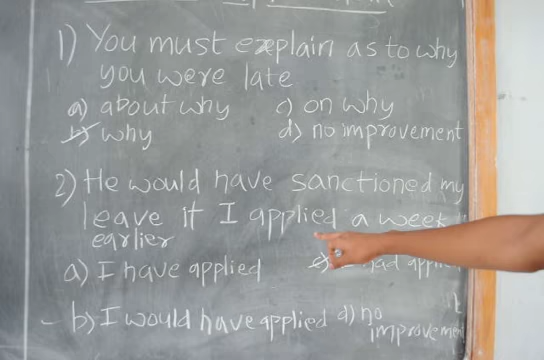 1) You must explain as to why
you were late
a) about why c) on why
b) why d) no improvement
2) He would have sanctioned my
leave if I applied a week
earlier
a) I have applied c) I had
b) I would have applied d) no
improvement